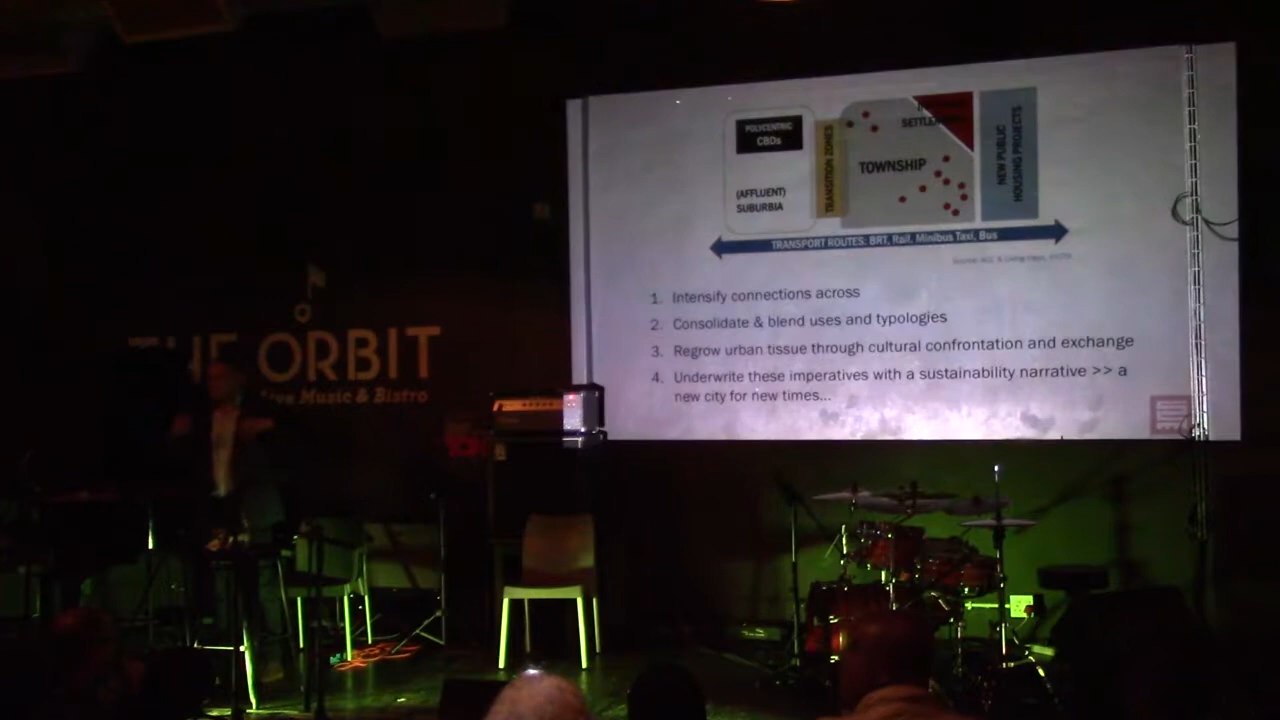 THE ORBIT
Live Music & Bistro
POLYCENTRIC
CBDs
(AFFLUENT)
SUBURBIA
TRANSITION ZONES
TOWNSHIP
NEW PUBLIC
HOUSING PROJECTS
TRANSPORT ROUTES: BRT, Rail, Minibus Taxi, Bus
1. Intensify connections across
2. Consolidate & blend uses and typologies
3. Regrow urban tissue through cultural confrontation and exchange
4. Underwrite these imperatives with a sustainability narrative >> a
new city for new times...